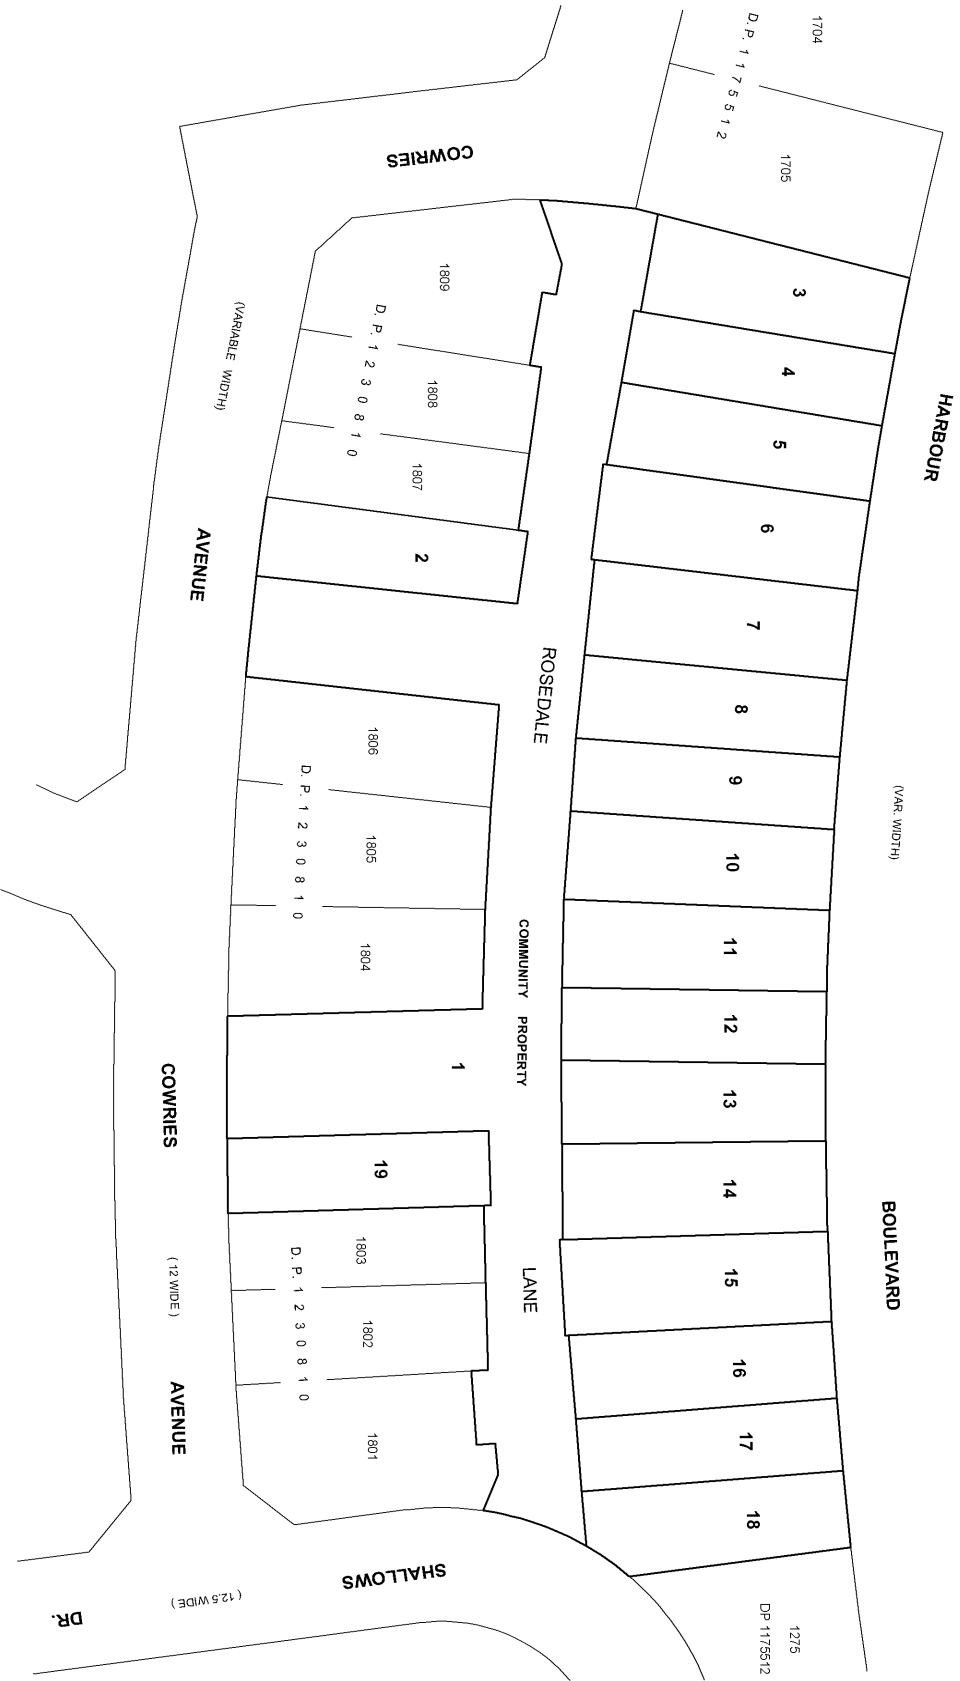 1704
D. P. 1175512
1705
COWRIES
HARBOUR
3
4
5
6
7
8
9
10
11
12
13
14
15
16
17
18
(VAR. WIDTH)
BOULEVARD
1809
D. P. 1230810
1808
1807
2
(VARIABLE WIDTH)
AVENUE
ROSEDALE
COMMUNITY PROPERTY
LANE
1806
D. P. 1230810
1805
1804
1
19
1803
D. P. 1230810
1802
1801
COWRIES
( 12 WIDE )
AVENUE
SHALLOWS
( 12.5 WIDE )
DR.
1275
DP 1175512